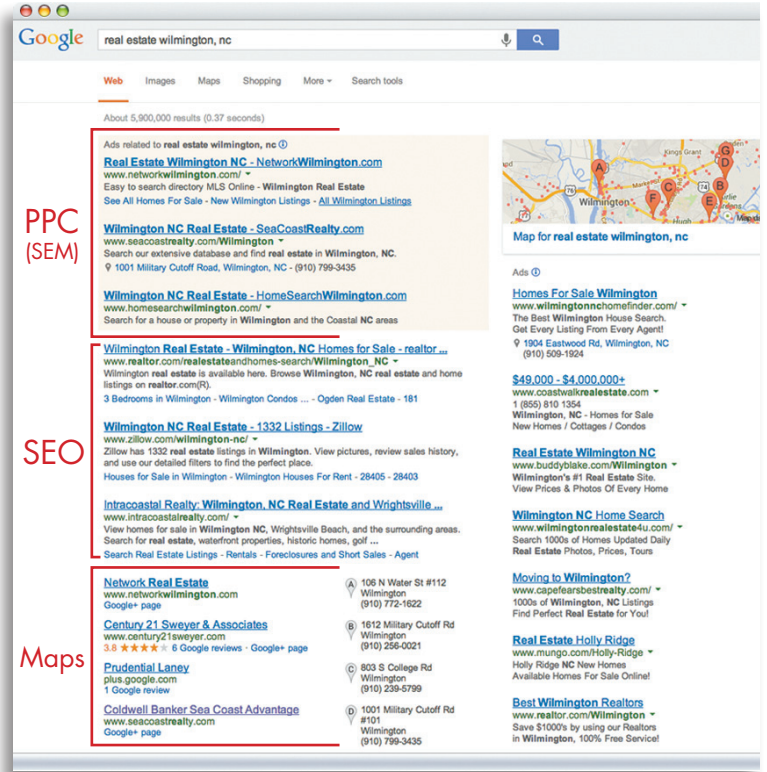 Google
real estate wilmington, nc
Web Images Maps Shopping More Search tools
About 5,900,000 results (0.37 seconds)
PPC
(SEM)
Ads related to real estate wilmington, nc
Real Estate Wilmington NC - NetworkWilmington.com
www.networkwilmington.com/
Easy to search directory MLS Online - Wilmington Real Estate
See All Homes For Sale - New Wilmington Listings - All Wilmington Listings
Wilmington NC Real Estate - SeaCoastRealty.com
www.seacoastrealty.com/Wilmington
Search our extensive database and find real estate in Wilmington, NC.
1001 Military Cutoff Road, Wilmington, NC - (910) 799-3435
Wilmington NC Real Estate - HomeSearchWilmington.com
www.homesearchwilmington.com/
Search for a house or property in Wilmington and the Coastal NC areas
SEO
Wilmington Real Estate - Wilmington, NC Homes for Sale - realtor ...
www.realtor.com/realestateandhomes-search/Wilmington_NC
Wilmington real estate is available here. Browse Wilmington, NC real estate and home
listings on realtor.com(R).
3 Bedrooms in Wilmington - Wilmington Condos ... - Ogden Real Estate - 181
Wilmington NC Real Estate - 1332 Listings - Zillow
www.zillow.com/wilmington-nc/
Zillow has 1332 real estate listings in Wilmington. View pictures, review sales history,
and use our detailed filters to find the perfect place.
Houses for Sale in Wilmington - Wilmington Houses For Rent - 28405 - 28403
Intracoastal Realty: Wilmington, NC Real Estate and Wrightsville ...
www.intracoastalrealty.com/
View homes for sale in Wilmington NC, Wrightsville Beach, and the surrounding areas.
Search for real estate, waterfront properties, historic homes, golf ...
Search Real Estate Listings - Rentals - Foreclosures and Short Sales - Agent
Maps
Network Real Estate
www.networkwilmington.com
Google+ page
A 106 N Water St #112
Wilmington
(910) 772-1622
Century 21 Sweyer & Associates
www.century21sweyer.com
3.8 ★★★★ 6 Google reviews - Google+ page
B 1612 Military Cutoff Rd
Wilmington
(910) 256-0021
Prudential Laney
plus.google.com
1 Google review
C 803 S College Rd
Wilmington
(910) 239-5799
Coldwell Banker Sea Coast Advantage
www.seacoastrealty.com
Google+ page
D 1001 Military Cutoff Rd
#101
Wilmington
(910) 799-3435
Kings Grant
A G D C B F E
76 74
Wilmington
Hugh
Map for real estate wilmington, nc
Ads
Homes For Sale Wilmington
www.wilmingtonnchomefinder.com/
The Best Wilmington House Search.
Get Every Listing From Every Agent!
1904 Eastwood Rd, Wilmington, NC
(910) 509-1924
$49,000 - $4,000,000+
www.coastwalkrealestate.com
1 (855) 810 1354
Wilmington, NC - Homes for Sale
New Homes / Cottages / Condos
Real Estate Wilmington NC
www.buddyblake.com/Wilmington
Wilmington's #1 Real Estate Site.
View Prices & Photos Of Every Home
Wilmington NC Home Search
www.wilmingtonrealestate4u.com/
Search 1000s of Homes Updated Daily
Real Estate Photos, Prices, Tours
Moving to Wilmington?
www.capefearsbestrealty.com/
1000s of Wilmington, NC Listings
Find Perfect Real Estate for You!
Real Estate Holly Ridge
www.mungo.com/Holly-Ridge
Holly Ridge NC New Homes
Available Homes For Sale Online!
Best Wilmington Realtors
www.realtor.com/Wilmington
Save $1000's by using our Realtors
in Wilmington, 100% Free Service!